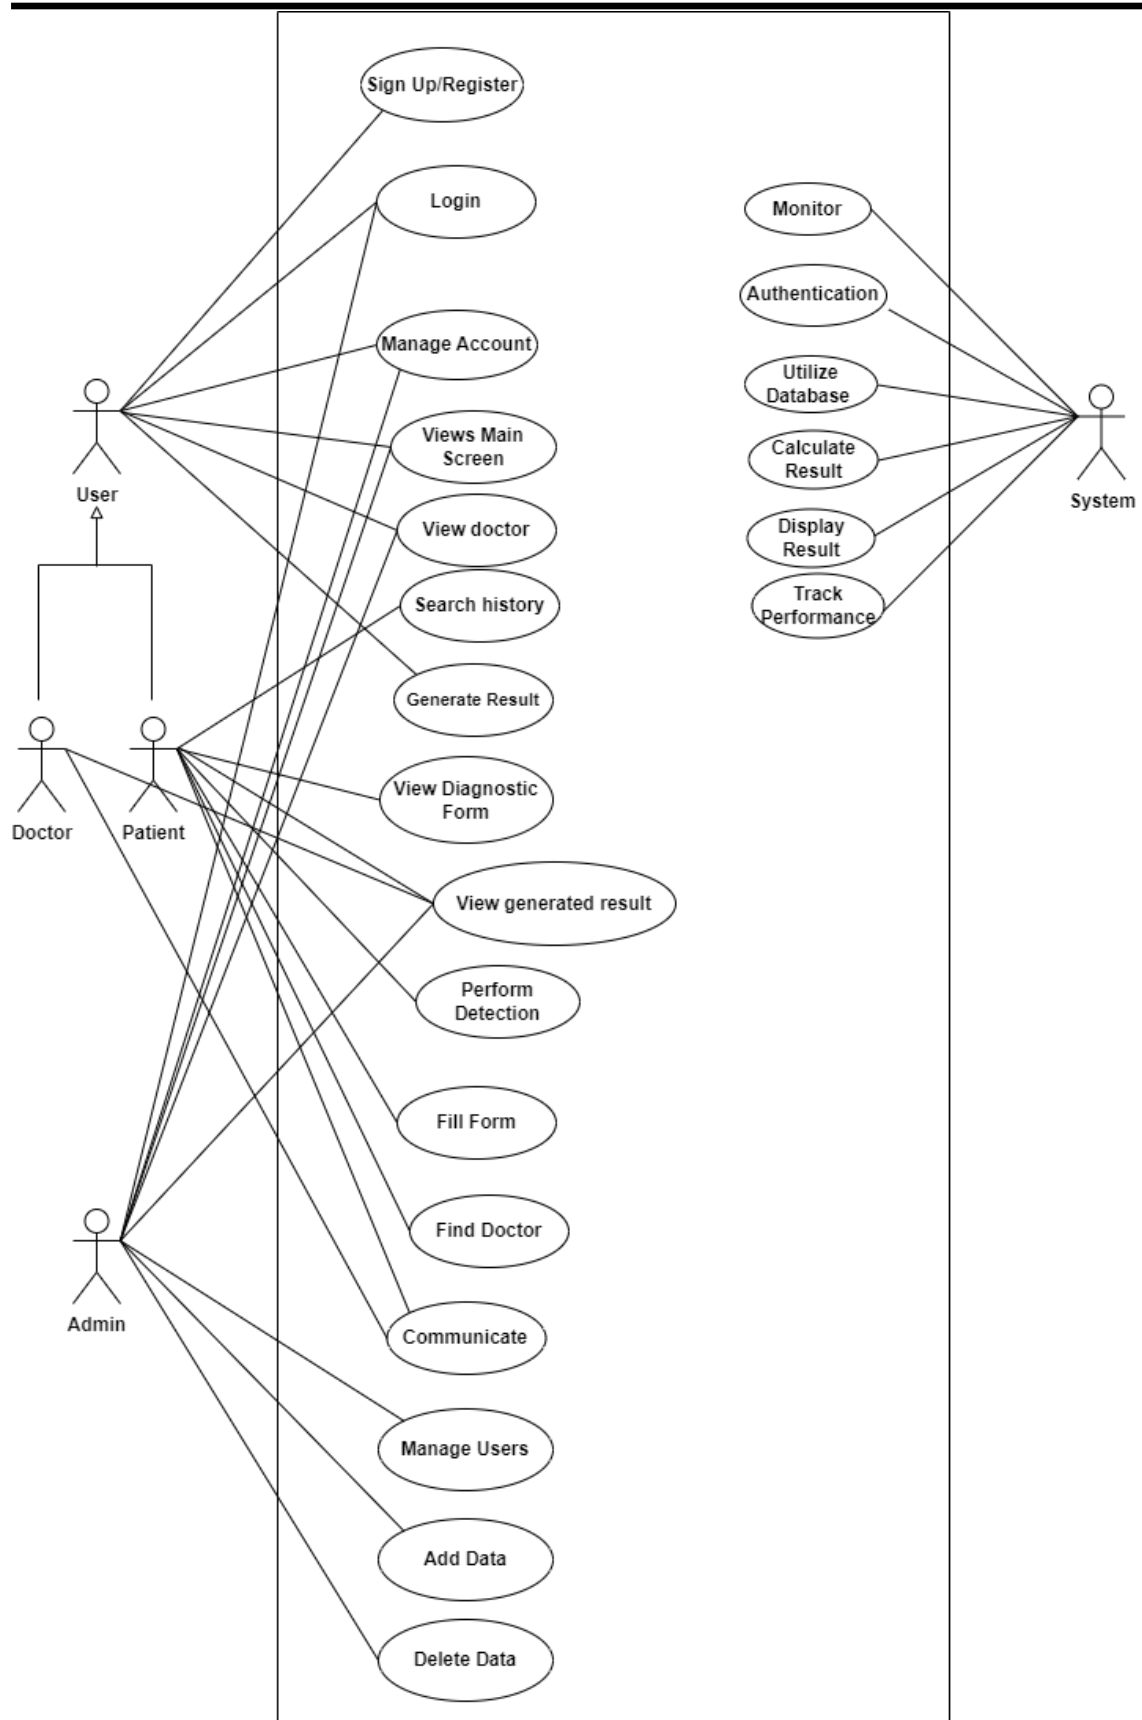 Sign Up/Register
Login
Manage Account
Views Main
Screen
View doctor
Search history
Generate Result
View Diagnostic
Form
View generated result
Perform
Detection
Fill Form
Find Doctor
Communicate
Manage Users
Add Data
Delete Data
Monitor
Authentication
Utilize
Database
Calculate
Result
Display
Result
Track
Performance
User
Doctor
Patient
Admin
System